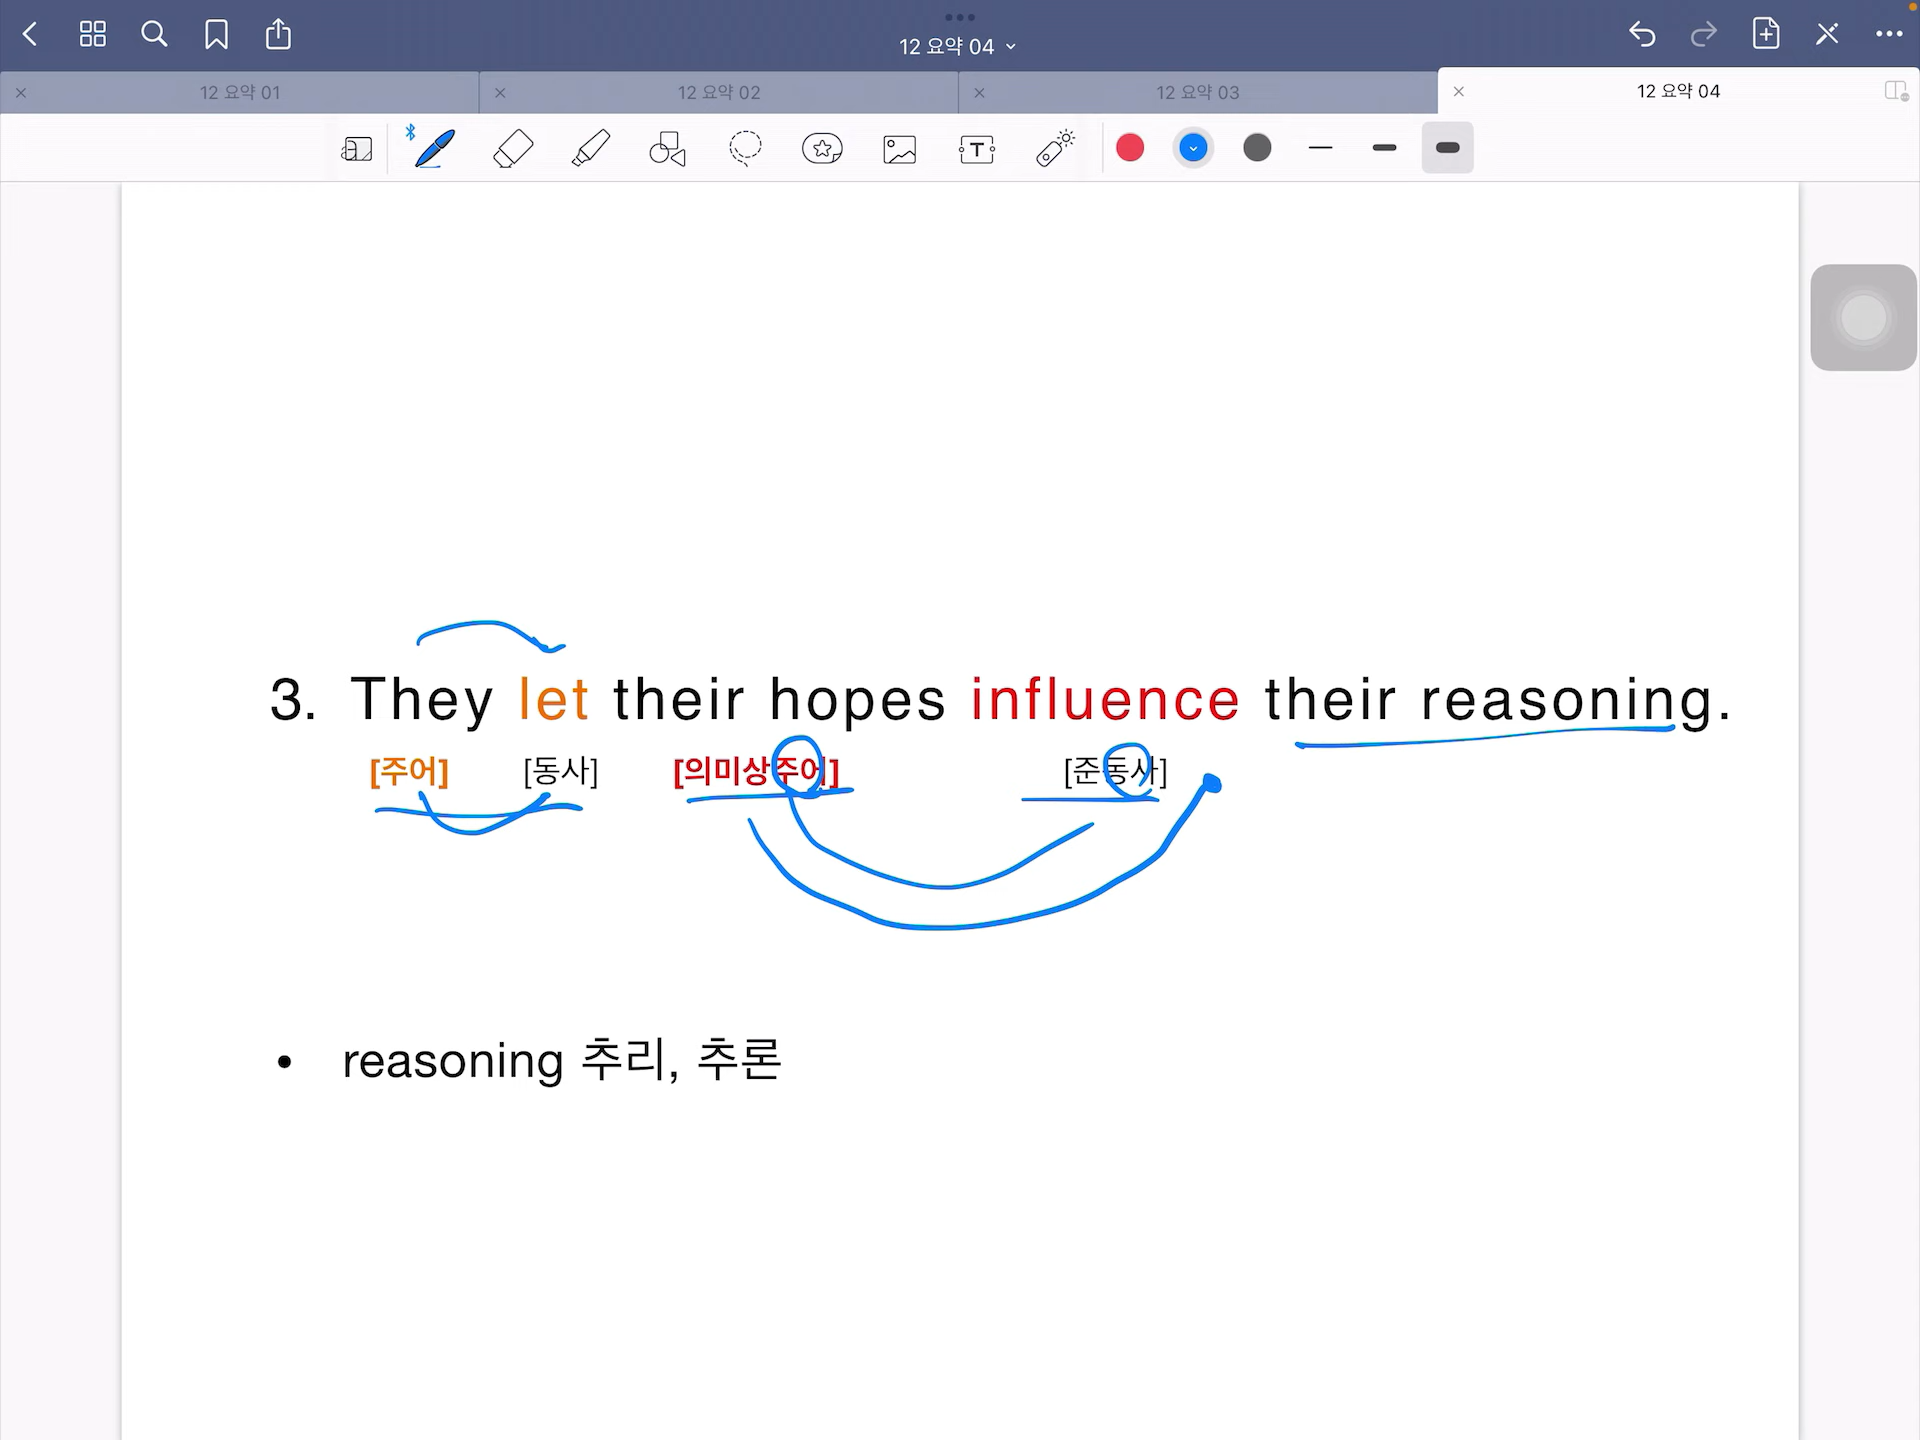 12 요약 04
12 요약 01
12 요약 02
12 요약 03
12 요약 04
3. They let their hopes influence their reasoning.
[주어] [동사] [의미상주어] [준동사]
• reasoning 추리, 추론